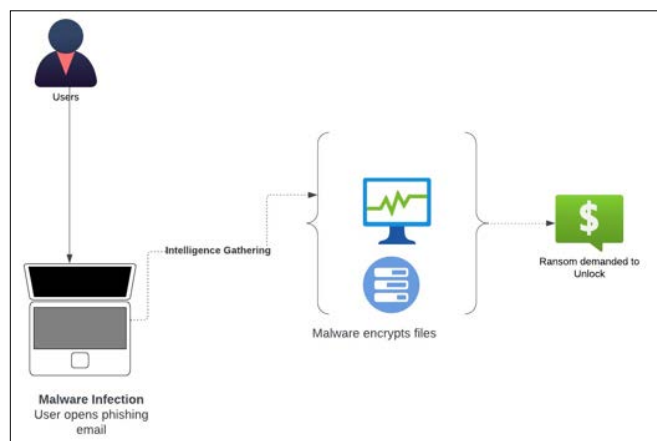 Users
Intelligence Gathering
$
Ransom demanded to
Unlock
Malware encrypts files
Malware Infection
User opens phishing
email